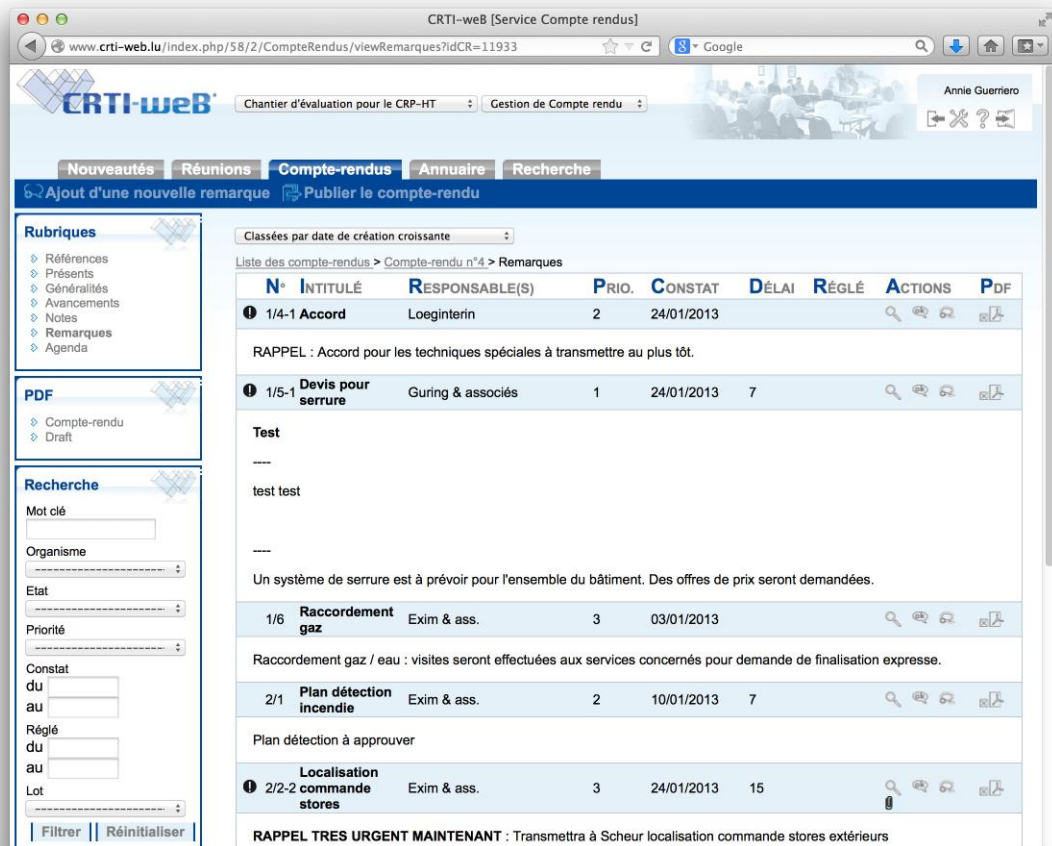 CRTI-weB [Service Compte rendus]
www.crti-web.lu/index.php/58/2/CompteRendu/viewRemarques?idCR=11933
Google
CRTI-weB
Chantier d'évaluation pour le CRP-HT
Gestion de Compte rendu
Annie Guerriero
Nouveautés Réunions Compte-rendus Annuaire Recherche
Ajout d'une nouvelle remarque Publier le compte-rendu
Rubriques
Références
Présents
Généralités
Avancements
Notes
Remarques
Agenda
PDF
Compte-rendu
Draft
Recherche
Mot clé
Organisme
--------------------
Etat
--------------------
Priorité
--------------------
Constat
du
au
Réglé
du
au
Lot
--------------------
Filtrer Réinitialiser
Classées par date de création croissante
Liste des compte-rendus > Compte-rendu n°4 > Remarques
N° INTITULÉ RESPONSABLE(S) PRIO. CONSTAT DÉLAI RÉGLÉ ACTIONS PDF
1/4-1 Accord Loeginterin 2 24/01/2013
RAPPEL : Accord pour les techniques spéciales à transmettre au plus tôt.
1/5-1 Devis pour serrure Guring & associés 1 24/01/2013 7
Test
----
test test
----
Un système de serrure est à prévoir pour l'ensemble du bâtiment. Des offres de prix seront demandées.
1/6 Raccordement gaz Exim & ass. 3 03/01/2013
Raccordement gaz / eau : visites seront effectuées aux services concernés pour demande de finalisation expresse.
2/1 Plan détection incendie Exim & ass. 2 10/01/2013 7
Plan détection à approuver
2/2-2 Localisation commande stores Exim & ass. 3 24/01/2013 15
RAPPEL TRES URGENT MAINTENANT : Transmettra à Scheur localisation commande stores extérieurs